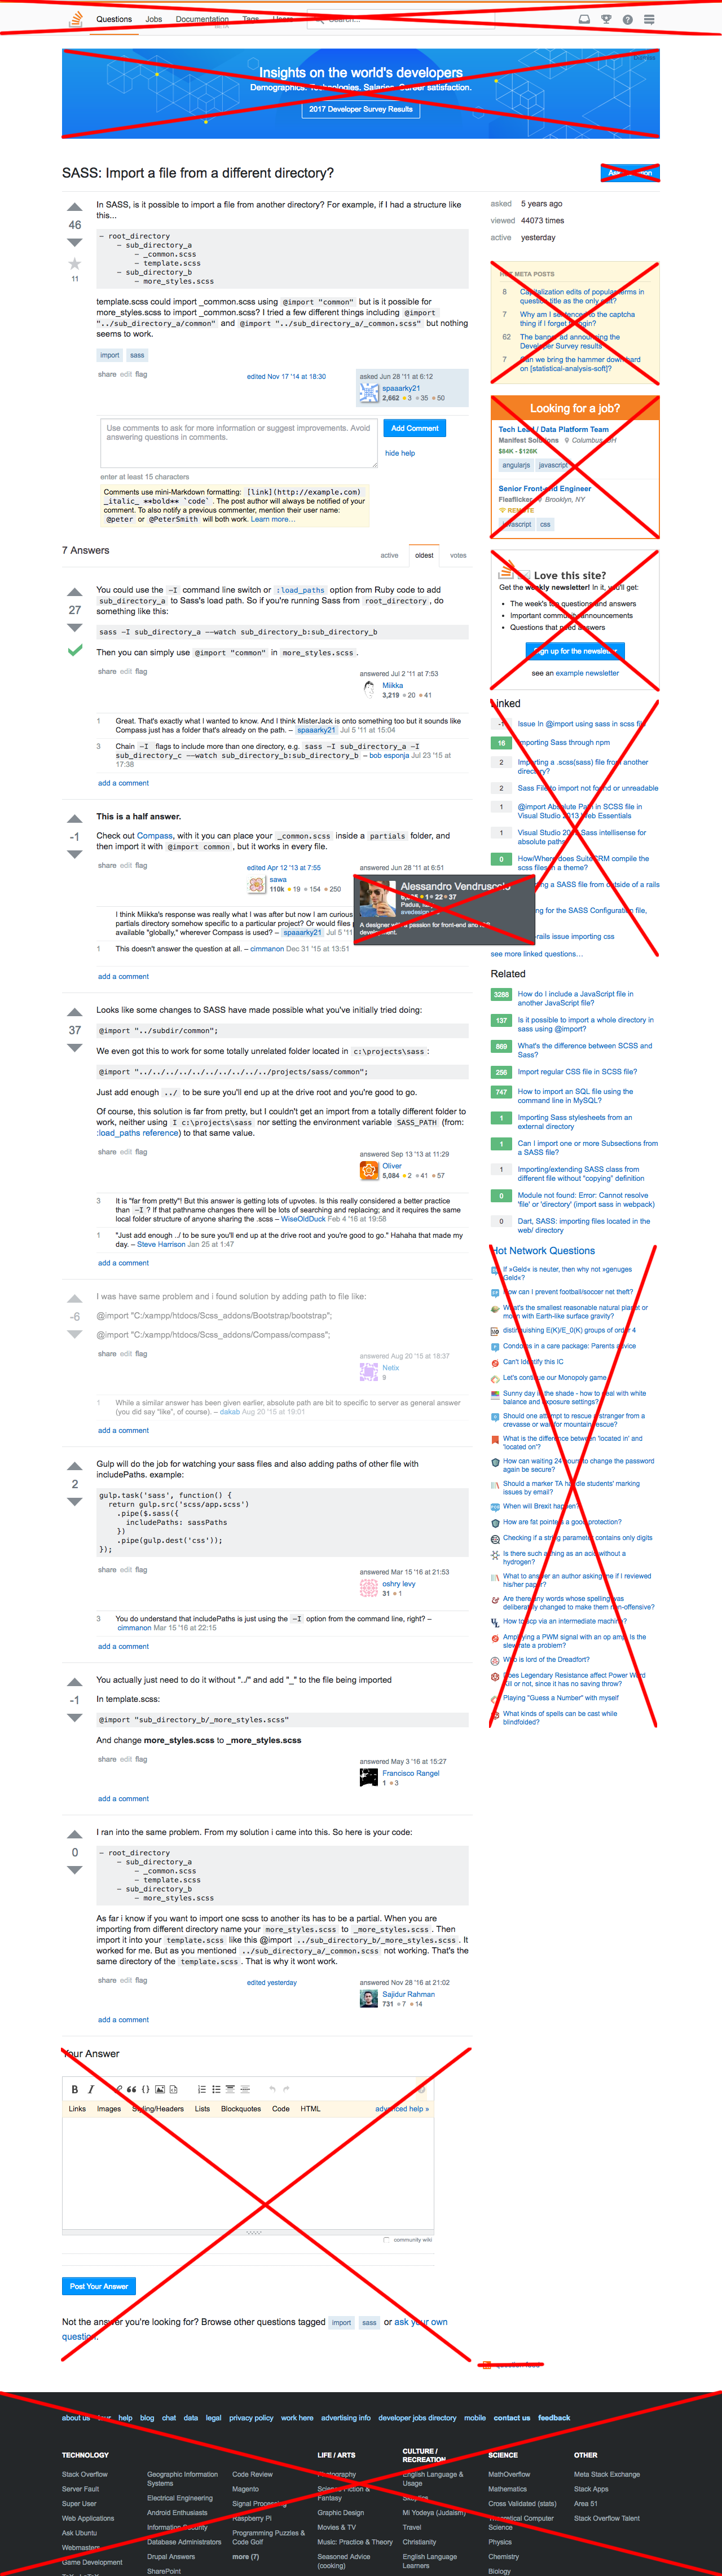 Questions Jobs Documentation Tags Users
Insights on the world's developers
Demographics. Technologies. Salaries. Career satisfaction.
2017 Developer Survey Results
SASS: Import a file from a different directory?
46
11
In SASS, is it possible to import a file from another directory? For example, if I had a structure like
this...
- root_directory
- sub_directory_a
- _common.scss
- template.scss
- sub_directory_b
- more_styles.scss
template.scss could import _common.scss using @import "common" but is it possible for
more_styles.scss to import _common.scss? I tried a few different things including @import
"../sub_directory_a/common" and @import "../sub_directory_a/_common.scss" but nothing
seems to work.
import sass
share edit flag
edited Nov 17 '14 at 18:30
asked Jun 28 '11 at 6:12
spaaarky21
2,662 3 35 50
Use comments to ask for more information or suggest improvements. Avoid
answering questions in comments.
Add Comment
hide help
enter at least 15 characters
Comments use mini-Markdown formatting: [link](http://example.com)
_italic_ **bold** `code`. The post author will always be notified of your
comment. To also notify a previous commenter, mention their user name:
@peter or @PeterSmith will both work. Learn more…
7 Answers
active oldest votes
27
You could use the -I command line switch or :load_paths option from Ruby code to add
sub_directory_a to Sass's load path. So if you're running Sass from root_directory, do
something like this:
sass -I sub_directory_a --watch sub_directory_b:sub_directory_b
Then you can simply use @import "common" in more_styles.scss.
share edit flag
answered Jul 2 '11 at 7:53
Miikka
3,219 20 41
1 Great. That's exactly what I wanted to know. And I think MisterJack is onto something too but it sounds like
Compass just has a folder that's already on the path. – spaaarky21 Jul 5 '11 at 15:04
3 Chain -I flags to include more than one directory, e.g. sass -I sub_directory_a -I
sub_directory_c --watch sub_directory_b:sub_directory_b – bob esponja Jul 23 '15 at
17:38
add a comment
-1
This is a half answer.
Check out Compass, with it you can place your _common.scss inside a partials folder, and
then import it with @import common, but it works in every file.
share edit flag
edited Apr 12 '13 at 7:55
sawa
110k 19 154 250
answered Jun 28 '11 at 6:51
Alessandro Vendruscolo
I think Miikka's response was really what I was after but now I am curious
partials directory somehow specific to a particular project? Or would files
available "globally," wherever Compass is used? – spaaarky21 Jul 5 '11
1 This doesn't answer the question at all. – cimmanon Dec 31 '15 at 13:51
add a comment
37
Looks like some changes to SASS have made possible what you've initially tried doing:
@import "../subdir/common";
We even got this to work for some totally unrelated folder located in c:\projects\sass:
@import "../../../../../../../../../../projects/sass/common";
Just add enough ../ to be sure you'll end up at the drive root and you're good to go.
Of course, this solution is far from pretty, but I couldn't get an import from a totally different folder to
work, neither using I c:\projects\sass nor setting the environment variable SASS_PATH (from:
:load_paths reference) to that same value.
share edit flag
answered Sep 13 '13 at 11:29
Oliver
5,084 2 41 57
3 It is "far from pretty"! But this answer is getting lots of upvotes. Is this really considered a better practice
than -I? If that pathname changes there will be lots of searching and replacing; and it requires the same
local folder structure of anyone sharing the .scss – WiseOldDuck Feb 4 '16 at 19:58
1 "Just add enough ../ to be sure you'll end up at the drive root and you're good to go." Hahaha that made my
day. – Steve Harrison Jan 25 at 1:47
add a comment
-6
I was have same problem and i found solution by adding path to file like:
@import "C:/xampp/htdocs/Scss_addons/Bootstrap/bootstrap";
@import "C:/xampp/htdocs/Scss_addons/Compass/compass";
share edit flag
answered Aug 20 '15 at 18:37
Netix
9
1 While a similar answer has been given earlier, absolute path are bit to specific to server as general answer
(you did say "like", of course). – dakab Aug 20 '15 at 19:01
add a comment
2
Gulp will do the job for watching your sass files and also adding paths of other file with
includePaths. example:
gulp.task('sass', function() {
return gulp.src('scss/app.scss')
.pipe($.sass({
includePaths: sassPaths
})
.pipe(gulp.dest('css'));
});
share edit flag
answered Mar 15 '16 at 21:53
oshry levy
31 1
3 You do understand that includePaths is just using the -I option from the command line, right? –
cimmanon Mar 15 '16 at 22:15
add a comment
-1
You actually just need to do it without "../" and add "_" to the file being imported
In template.scss:
@import "sub_directory_b/_more_styles.scss"
And change more_styles.scss to _more_styles.scss
share edit flag
answered May 3 '16 at 15:27
Francisco Rangel
1 3
add a comment
0
I ran into the same problem. From my solution i came into this. So here is your code:
- root_directory
- sub_directory_a
- _common.scss
- template.scss
- sub_directory_b
- more_styles.scss
As far i know if you want to import one scss to another its has to be a partial. When you are
importing from different directory name your more_styles.scss to _more_styles.scss. Then
import it into your template.scss like this @import ../sub_directory_b/_more_styles.scss. It
worked for me. But as you mentioned ../sub_directory_a/_common.scss not working. That's the
same directory of the template.scss. That is why it wont work.
share edit flag
edited yesterday
answered Nov 28 '16 at 21:02
Sajidur Rahman
731 7 14
add a comment
Your Answer
Links Images Styling/Headers Lists Blockquotes Code HTML advanced help »
community wiki
Post Your Answer
Not the answer you're looking for? Browse other questions tagged import sass or ask your own
question.
asked 5 years ago
viewed 44073 times
active yesterday
HOT META POSTS
8 Capitalization edits of popular terms in
question title as the only edit?
7 Why am I sentenced to the captcha
thing if I forget to login?
62 The banner ad announcing the
Developer Survey results
7 Can we bring the hammer down hard
on [statistical-analysis-soft]?
Looking for a job?
Tech Lead / Data Platform Team
Manifest Solutions Columbus, OH
$84K - $126K
angularjs javascript
Senior Front-end Engineer
Fleaflicker Brooklyn, NY
REMOTE
javascript css
Love this site?
Get the weekly newsletter! In it, you'll get:
The week's top questions and answers
Important community announcements
Questions that need answers
Sign up for the newsletter
see an example newsletter
Linked
-1 Issue In @import using sass in scss file
16 Importing Sass through npm
2 Importing a .scss(sass) file from another
directory?
2 Sass File to import not found or unreadable
1 @import Absolute Path in SCSS file in
Visual Studio 2013 Web Essentials
1 Visual Studio Sass intellisense for
absolute paths
0 How/Where does SuiteCRM compile the
scss files in a theme?
a SASS file from outside of a rails
for the SASS Configuration file,
rails issue importing css
see more linked questions…
Related
3288 How do I include a JavaScript file in
another JavaScript file?
137 Is it possible to import a whole directory in
sass using @import?
869 What's the difference between SCSS and
Sass?
256 Import regular CSS file in SCSS file?
747 How to import an SQL file using the
command line in MySQL?
1 Importing Sass stylesheets from an
external directory
1 Can I import one or more Subsections from
a SASS file?
1 Importing/extending SASS class from
different file without "copying" definition
0 Module not found: Error: Cannot resolve
'file' or 'directory' (import sass in webpack)
0 Dart, SASS: importing files located in the
web/ directory
Hot Network Questions
If »Geld« is neuter, then why not »genuges
Geld«?
How can I prevent football/soccer net theft?
What's the smallest reasonable natural planet or
moon with Earth-like surface gravity?
distinguishing E(K)/E_0(K) groups of order 4
Condoms in a care package: Parents advice
Can't Identify this IC
Let's continue our Monopoly game
Sunny day in the shade - how to deal with white
balance and exposure settings?
Should one attempt to rescue a stranger from a
crevasse or wait for mountain rescue?
What is the difference between 'located in' and
'located on'?
How can waiting 24 hours to change the password
again be secure?
Should a marker TA handle students' marking
issues by email?
When will Brexit happen?
How are fat pointers a good protection?
Checking if a string parameter contains only digits
Is there such a thing as an acid without a
hydrogen?
What to answer an author asking me if I reviewed
his/her paper?
Are there any words whose spelling was
deliberately changed to make them non-offensive?
How to scp via an intermediate machine?
Amplifying a PWM signal with an op amp. Is the
slew rate a problem?
Who is lord of the Dreadfort?
Does Legendary Resistance affect Power Word
Kill or not, since it has no saving throw?
Playing "Guess a Number" with myself
What kinds of spells can be cast while
blindfolded?
question feed
about us tour help blog chat data legal privacy policy work here advertising info developer jobs directory mobile contact us feedback
TECHNOLOGY LIFE / ARTS CULTURE / RECREATION SCIENCE OTHER
Stack Overflow
Server Fault
Super User
Web Applications
Ask Ubuntu
Webmasters
Game Development
Geographic Information
Systems
Electrical Engineering
Android Enthusiasts
Information Security
Database Administrators
Drupal Answers
SharePoint
Code Review
Magento
Signal Processing
Raspberry Pi
Programming Puzzles &
Code Golf
more (7)
Photography
Science Fiction &
Fantasy
Graphic Design
Movies & TV
Music: Practice & Theory
Seasoned Advice
(cooking)
English Language &
Usage
Skeptics
Mi Yodeya (Judaism)
Travel
Christianity
English Language
Learners
MathOverflow
Mathematics
Cross Validated (stats)
Theoretical Computer
Science
Physics
Chemistry
Biology
Meta Stack Exchange
Stack Apps
Area 51
Stack Overflow Talent